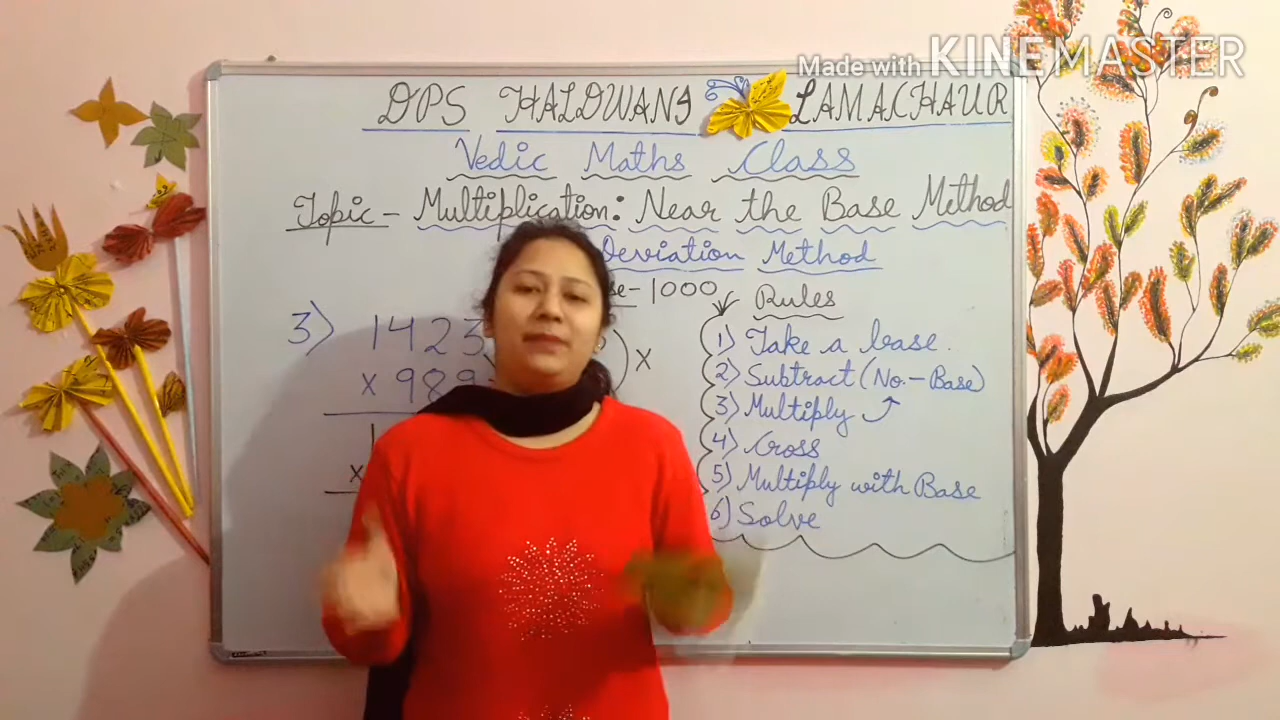 Made with KINEMASTER
DPS HALDWANI LAMACHAUR
Vedic Maths Class
Topic - Multiplication: Near the Base Method
Deviation Method
- 1000
Rules
3) 1423
x 989
x
1) Take a base.
2) Subtract (No. - Base)
3) Multiply
4) Cross
5) Multiply with Base
6) Solve
1
x